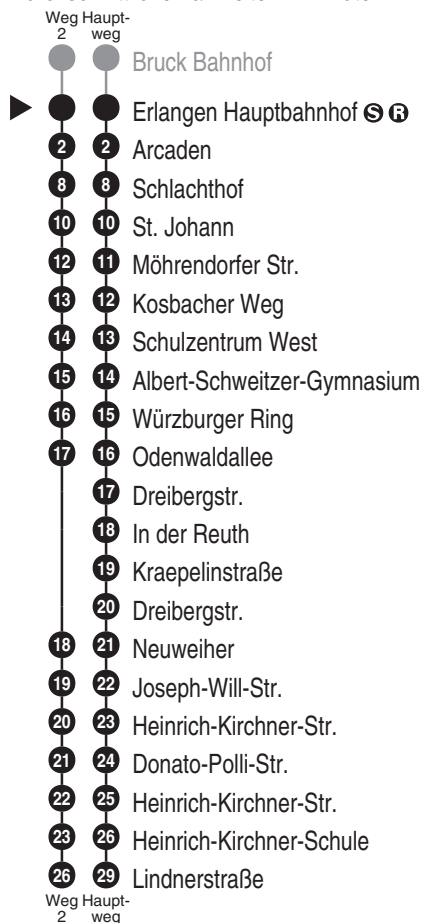 Weg Haupt-
2 weg
Bruck Bahnhof
Erlangen Hauptbahnhof S R
2 2 Arcaden
8 8 Schlachthof
10 10 St. Johann
12 11 Möhrendorfer Str.
13 12 Kosbacher Weg
14 13 Schulzentrum West
15 14 Albert-Schweitzer-Gymnasium
16 15 Würzburger Ring
17 16 Odenwaldallee
17 Dreibergstr.
18 In der Reuth
19 Kraepelinstraße
20 Dreibergstr.
18 21 Neuweiher
19 22 Joseph-Will-Str.
20 23 Heinrich-Kirchner-Str.
21 24 Donato-Polli-Str.
22 25 Heinrich-Kirchner-Str.
23 26 Heinrich-Kirchner-Schule
26 29 Lindnerstraße
Weg Haupt-
2 weg